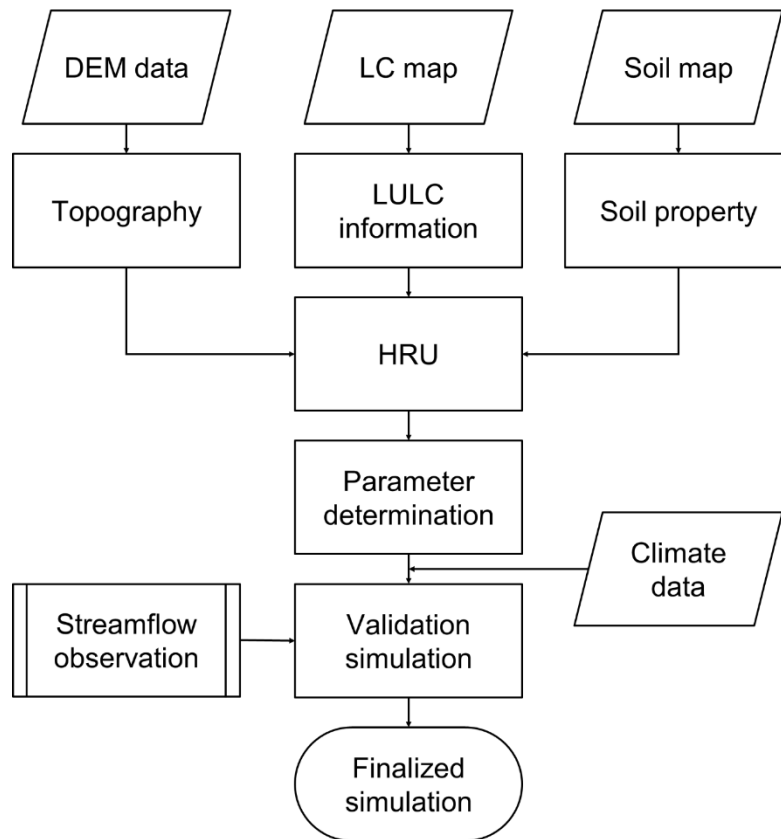 DEM data
LC map
Soil map
Topography
LULC
information
Soil property
HRU
Parameter
determination
Climate
data
Streamflow
observation
Validation
simulation
Finalized
simulation